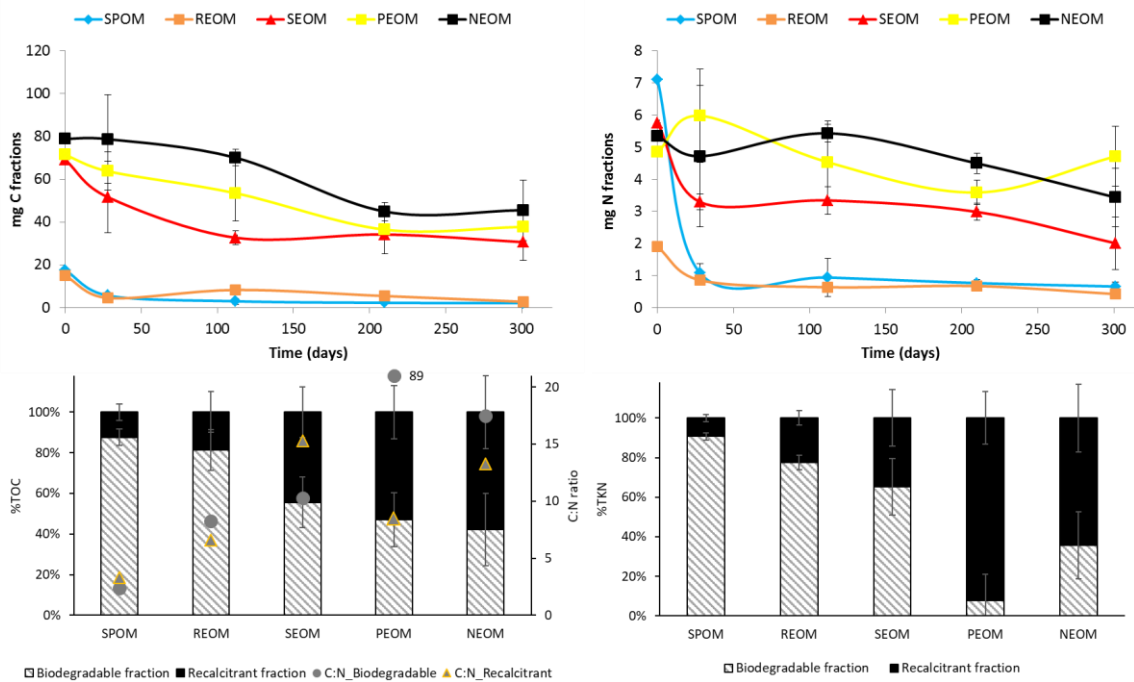 SPOM REOM SEOM PEOM NEOM
mg C fractions
120
100
80
60
40
20
0
0 50 100 150 200 250 300
Time (days)
SPOM REOM SEOM PEOM NEOM
mg N fractions
8
7
6
5
4
3
2
1
0
0 50 100 150 200 250 300
Time (days)
89
%TOC
100%
80%
60%
40%
20%
0%
C:N ratio
20
15
10
5
0
SPOM REOM SEOM PEOM NEOM
Biodegradable fraction Recalcitrant fraction C:N_Biodegradable C:N_Recalcitrant
%TKN
100%
80%
60%
40%
20%
0%
SPOM REOM SEOM PEOM NEOM
Biodegradable fraction Recalcitrant fraction